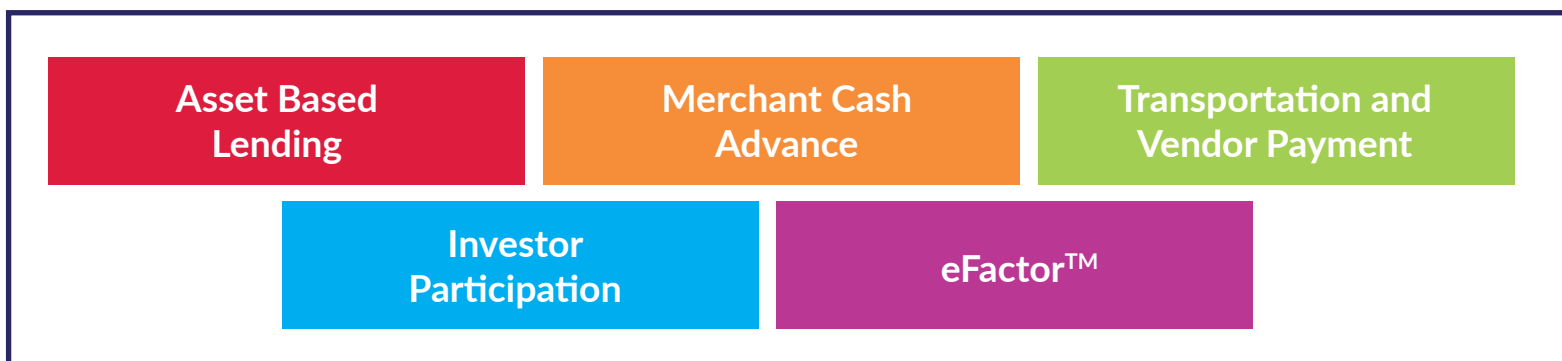 Asset Based
Lending
Merchant Cash
Advance
Transportation and
Vendor Payment
Investor
Participation
eFactor™